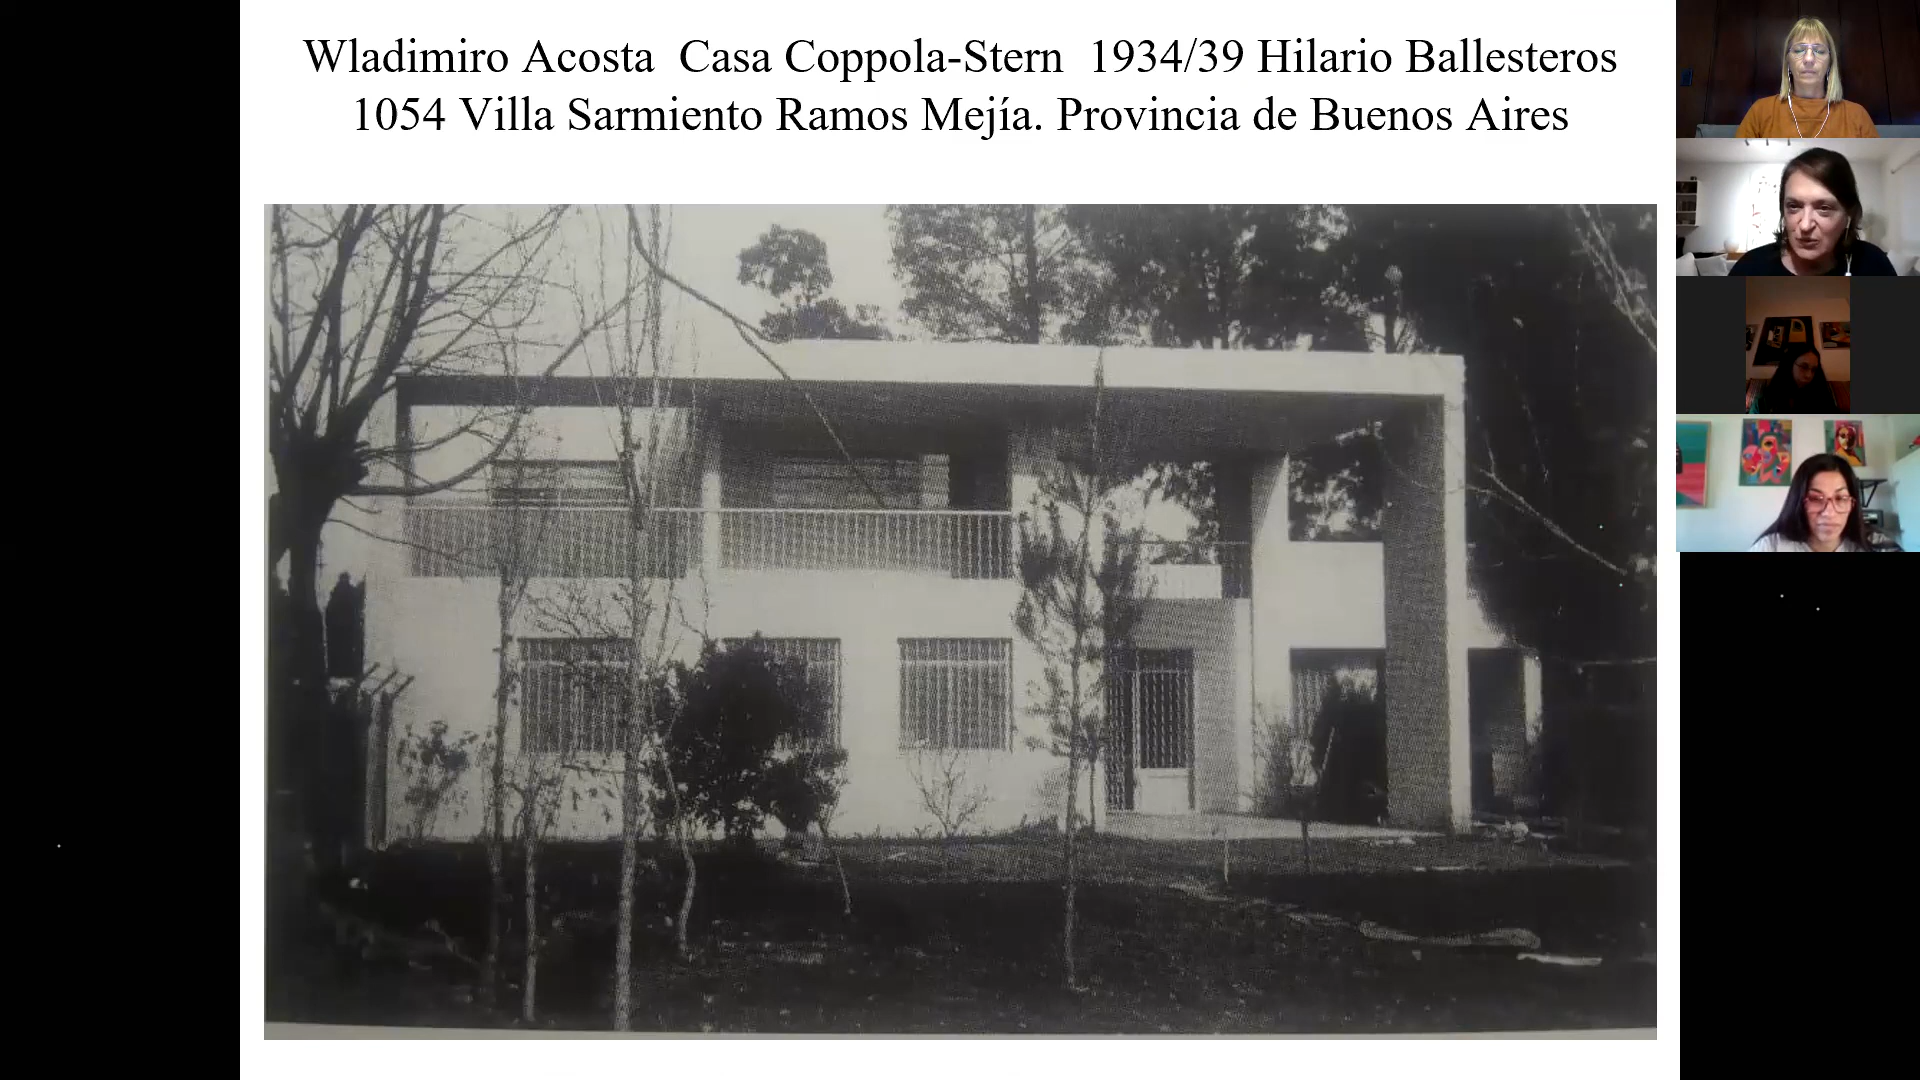 Wladimiro Acosta  Casa Coppola-Stern  1934/39 Hilario Ballesteros
1054 Villa Sarmiento Ramos Mejía. Provincia de Buenos Aires